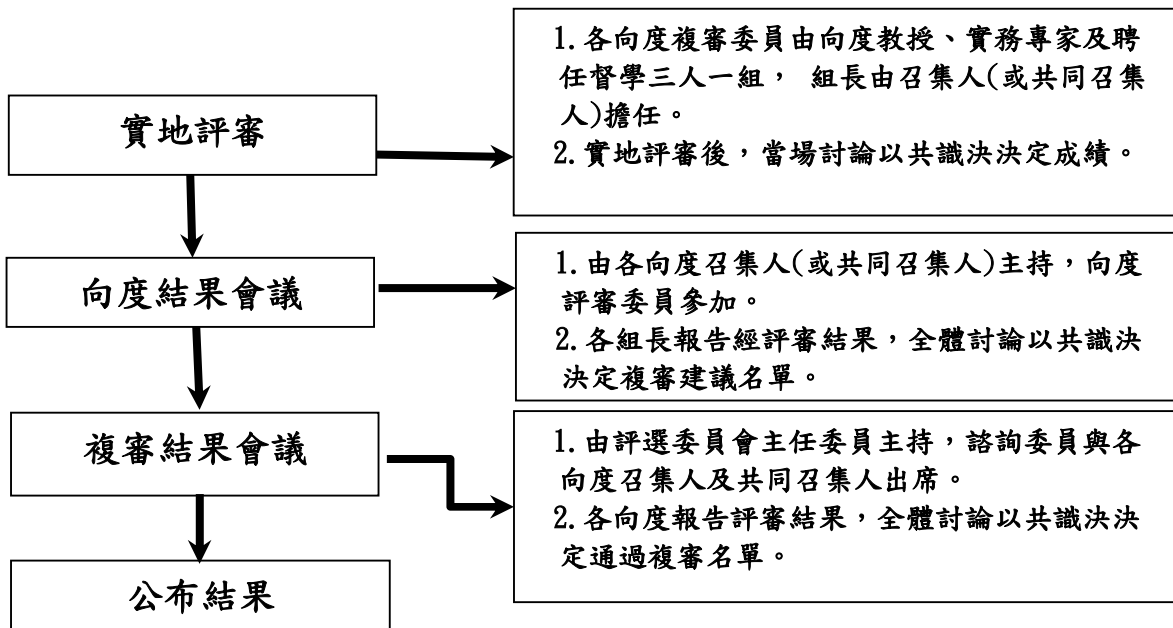 實地評審
1.各向度複審委員由向度教授、實務專家及聘
任督學三人一組， 組長由召集人(或共同召集
人)擔任。
2.實地評審後，當場討論以共識決決定成績。
向度結果會議
1.由各向度召集人(或共同召集人)主持，向度
評審委員參加。
2.各組長報告經評審結果，全體討論以共識決
決定複審建議名單。
複審結果會議
1.由評選委員會主任委員主持，諮詢委員與各
向度召集人及共同召集人出席。
2.各向度報告評審結果，全體討論以共識決決
定通過複審名單。
公布結果